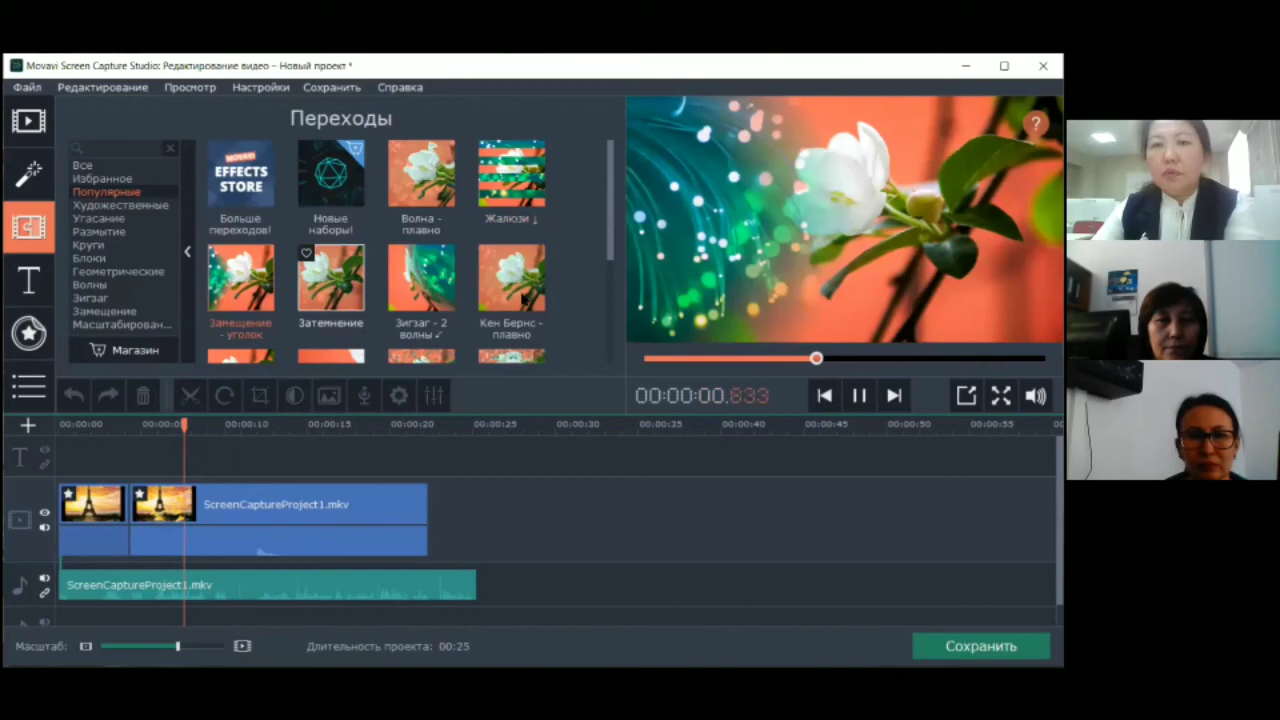 Movavi Screen Capture Studio: Редактирование видео – Новый проект *
Файл Редактирование Просмотр Настройки Сохранить Справка
Переходы
Все
Избранное
Популярные
Художественные
Угасание
Размытие
Круги
Блоки
Геометрические
Волны
Зигзаг
Замещение
Масштабирован...
Магазин
MOVAVI
EFFECTS
STORE
Больше
переходов!
Новые
наборы!
Волна -
плавно
Жалюзи ↓
Замещение
- уголок
Затемнение
Зигзаг - 2
волны ↙
Кен Бернс -
плавно
?
00:00:00.833
00:00:00 00:00:05 00:00:10 00:00:15 00:00:20 00:00:25 00:00:30 00:00:35 00:00:40 00:00:45 00:00:50 00:00:55 00
T
ScreenCaptureProject1.mkv
ScreenCaptureProject1.mkv
Масштаб:
Длительность проекта: 00:25
Сохранить